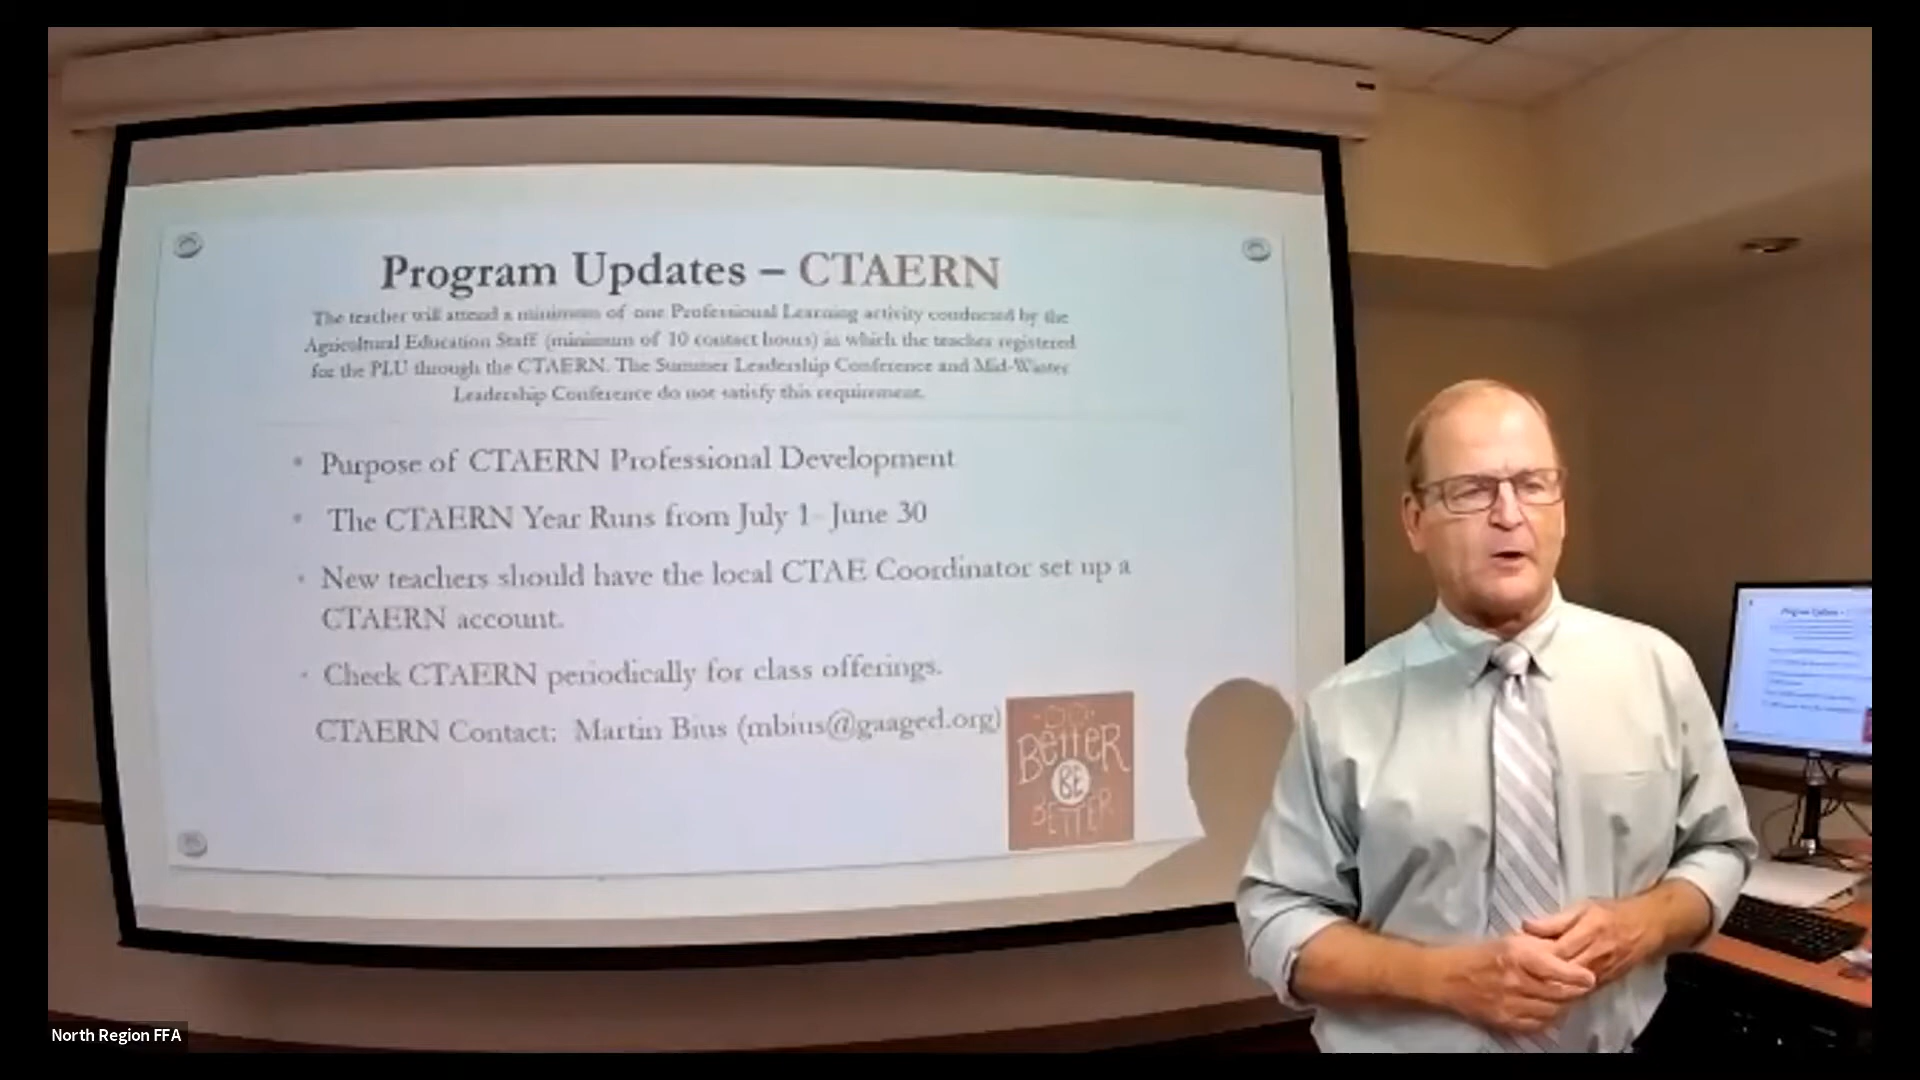 Program Updates – CTAERN
The teacher will attend a minimum of one Professional Learning activity conducted by the
Agricultural Education Staff (minimum of 10 contact hours) in which the teacher registered
for the PLU through the CTAERN. The Summer Leadership Conference and Mid-Winter
Leadership Conference do not satisfy this requirement.
• Purpose of CTAERN Professional Development
• The CTAERN Year Runs from July 1- June 30
• New teachers should have the local CTAE Coordinator set up a
CTAERN account.
• Check CTAERN periodically for class offerings.
CTAERN Contact: Martin Bius (mbius@gaaged.org)
DO
BETTER
BE
BETTER
North Region FFA